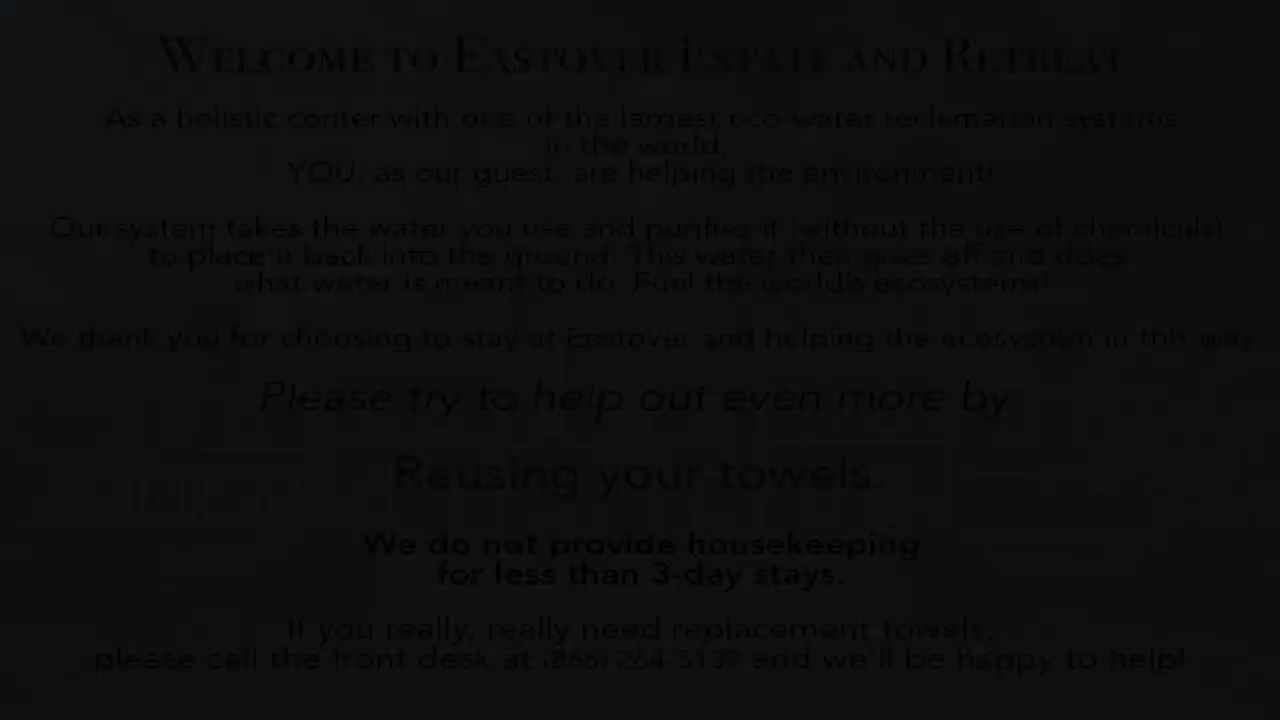 WELCOME TO EASTOVER ESTATE AND RETREAT
As a holistic center with one of the largest eco-water reclamation systems
in the world,
YOU, as our guest, are helping the environment!
Our system takes the water you use and purifies it (without the use of chemicals)
to place it back into the ground. This water then goes off and does
what water is meant to do. Fuel the world's ecosystems!
We thank you for choosing to stay at Eastover and helping the ecosystem in this way.
Please try to help out even more by:
Reusing your towels.
We do not provide housekeeping
for less than 3-day stays.
If you really, really need replacement towels,
please call the front desk at (866) 264-5139 and we'll be happy to help!